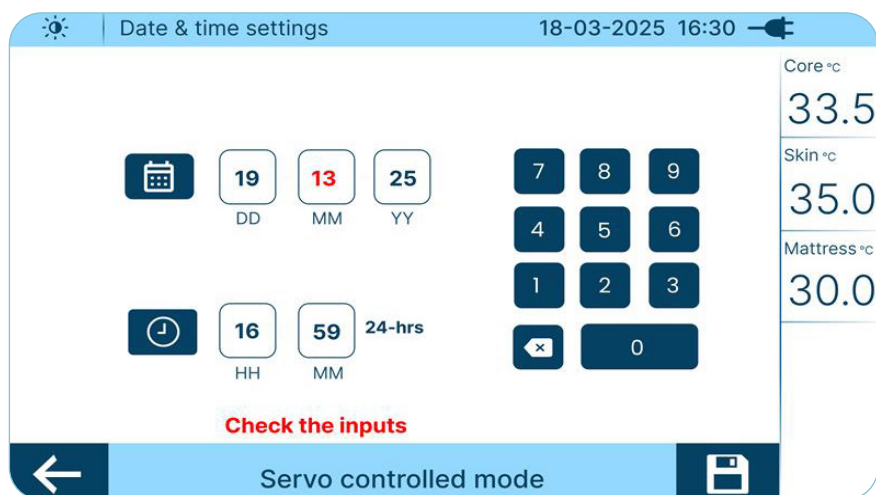 Date & time settings 18-03-2025 16:30
Core °C
33.5
Skin °C
35.0
Mattress °C
30.0
19 13 25
DD MM YY
16 59 24-hrs
HH MM
7 8 9
4 5 6
1 2 3
0
Check the inputs
Servo controlled mode